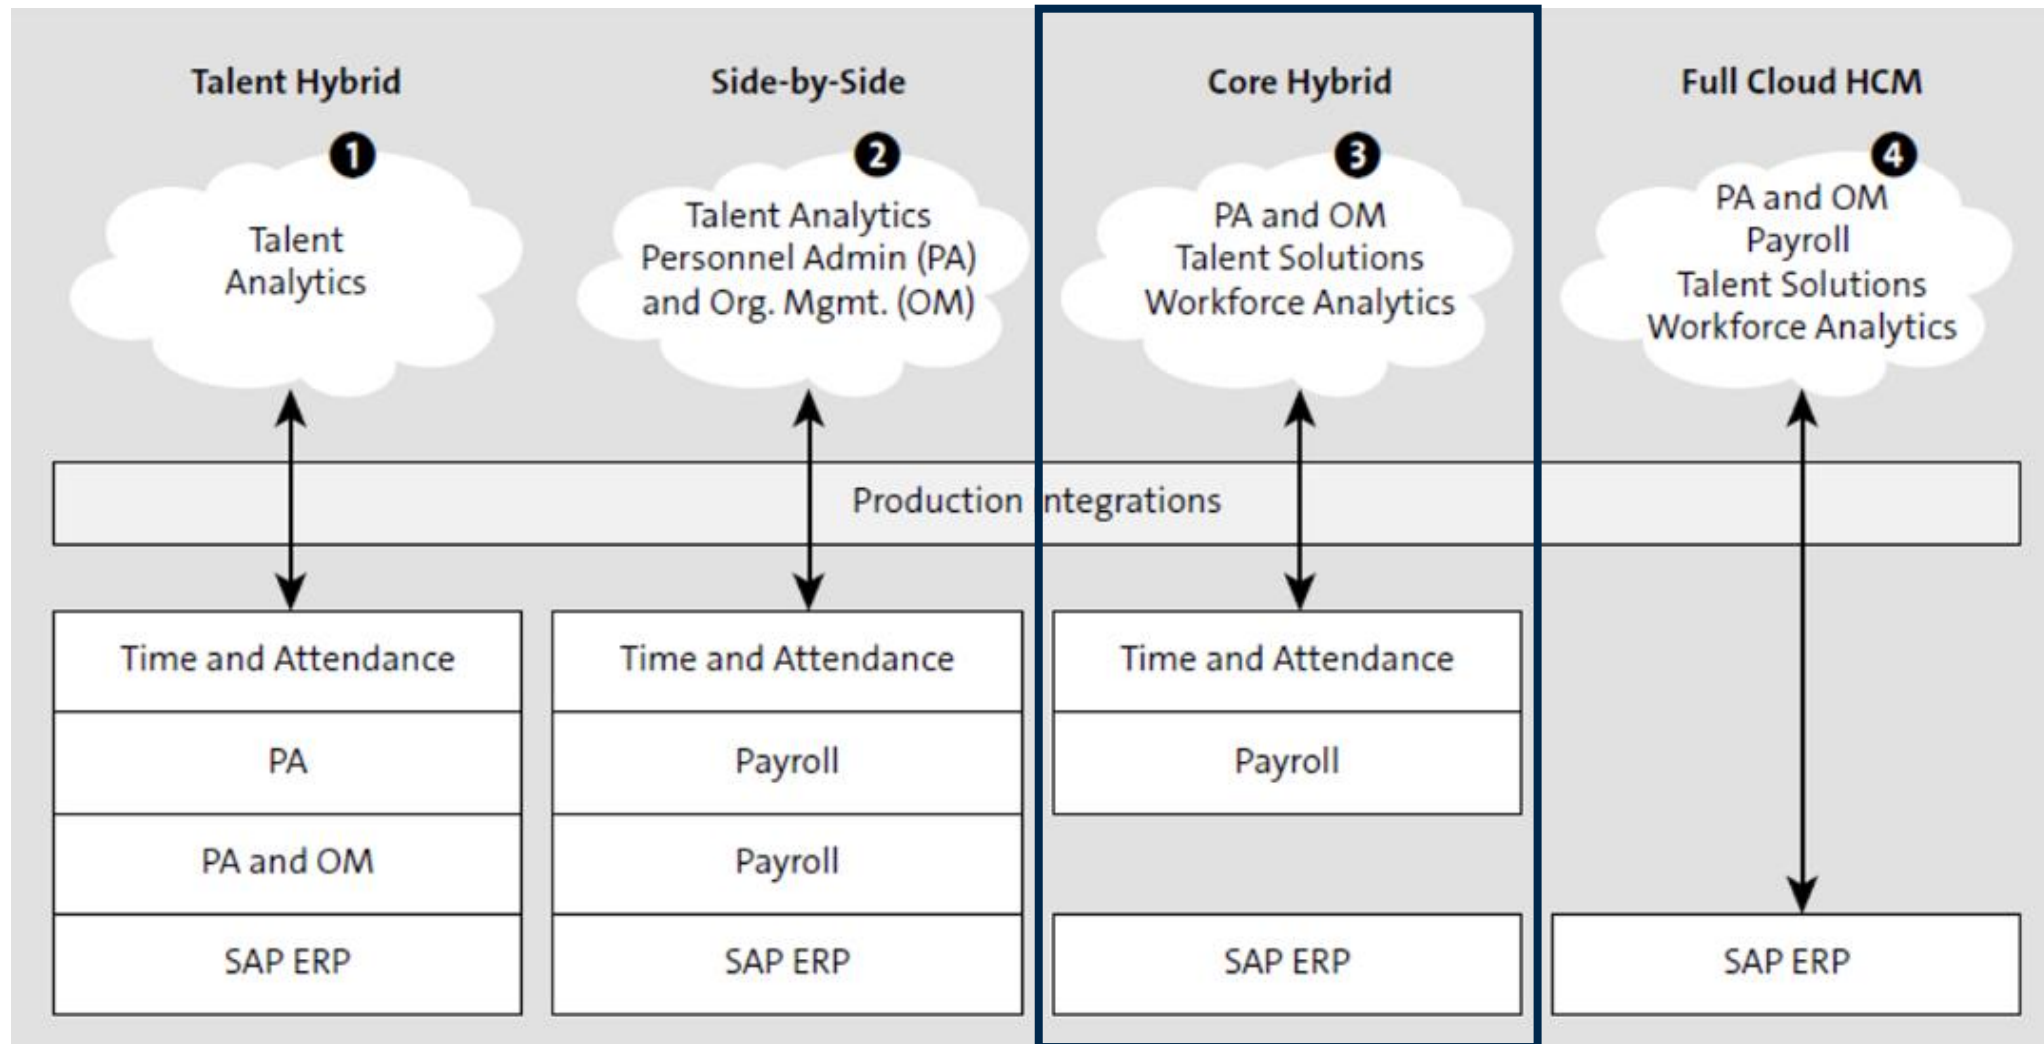 Talent Hybrid
Side-by-Side
Core Hybrid
Full Cloud HCM
1
2
3
4
Talent
Analytics
Talent Analytics
Personnel Admin (PA)
and Org. Mgmt. (OM)
PA and OM
Talent Solutions
Workforce Analytics
PA and OM
Payroll
Talent Solutions
Workforce Analytics
Production Integrations
Time and Attendance
PA
PA and OM
SAP ERP
Time and Attendance
Payroll
Payroll
SAP ERP
Time and Attendance
Payroll
SAP ERP
SAP ERP